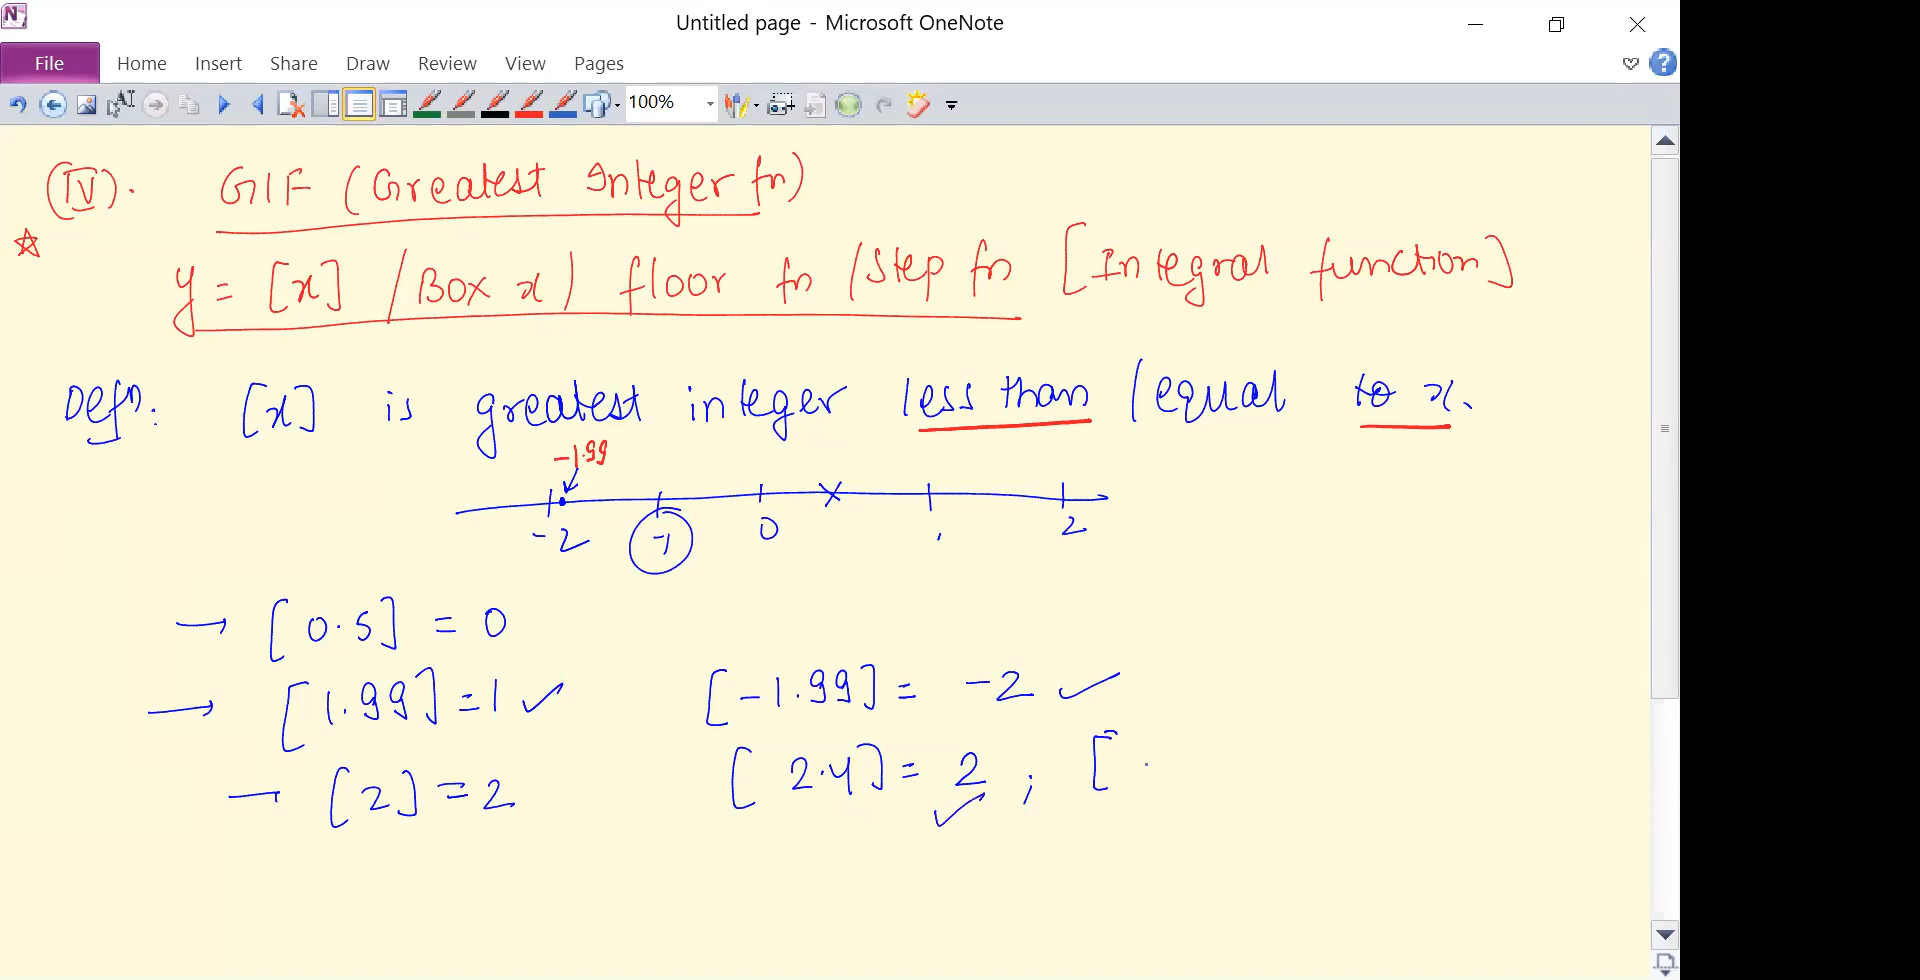 Untitled page - Microsoft OneNote
File Home Insert Share Draw Review View Pages
100%
(IV). GIF (Greatest Integer fn)
y = [x] / Box x) floor fn / Step fn [Integral function]
Defn: [x] is greatest integer less than / equal to x.
-1.99
-2 -1 0 2
→ [0.5] = 0
→ [1.99] = 1 ✓ [-1.99] = -2 ✓
→ [2] = 2 [2.4] = 2 ; [